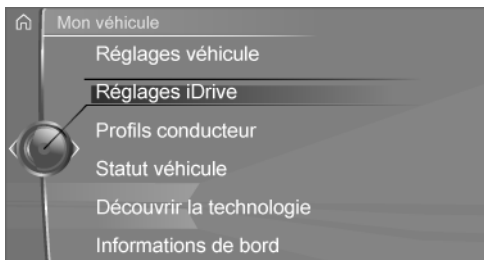 Mon véhicule
Réglages véhicule
Réglages iDrive
Profils conducteur
Statut véhicule
Découvrir la technologie
Informations de bord